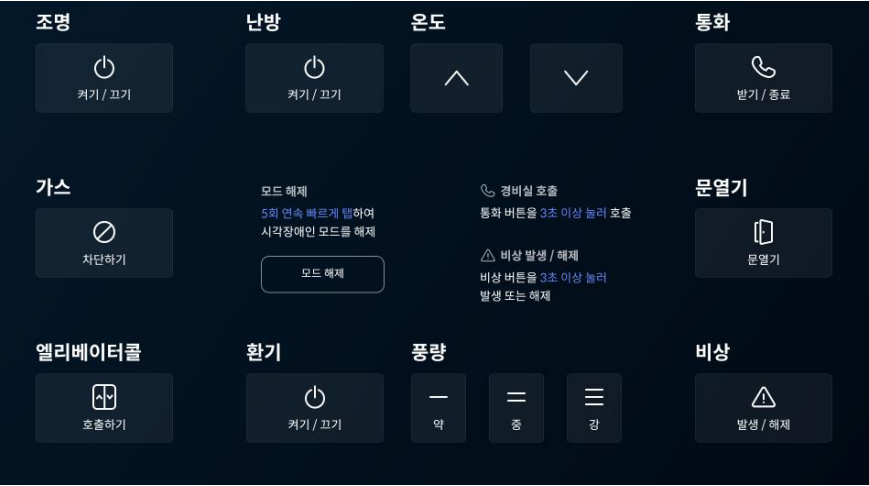 조명
켜기 / 끄기
난방
켜기 / 끄기
온도
통화
받기 / 종료
가스
차단하기
모드 해제
5회 연속 빠르게 탭하여
시각장애인 모드를 해제
모드 해제
경비실 호출
통화 버튼을 3초 이상 눌러 호출
비상 발생 / 해제
비상 버튼을 3초 이상 눌러
발생 또는 해제
문열기
문열기
엘리베이터콜
호출하기
환기
켜기 / 끄기
풍량
약
중
강
비상
발생 / 해제